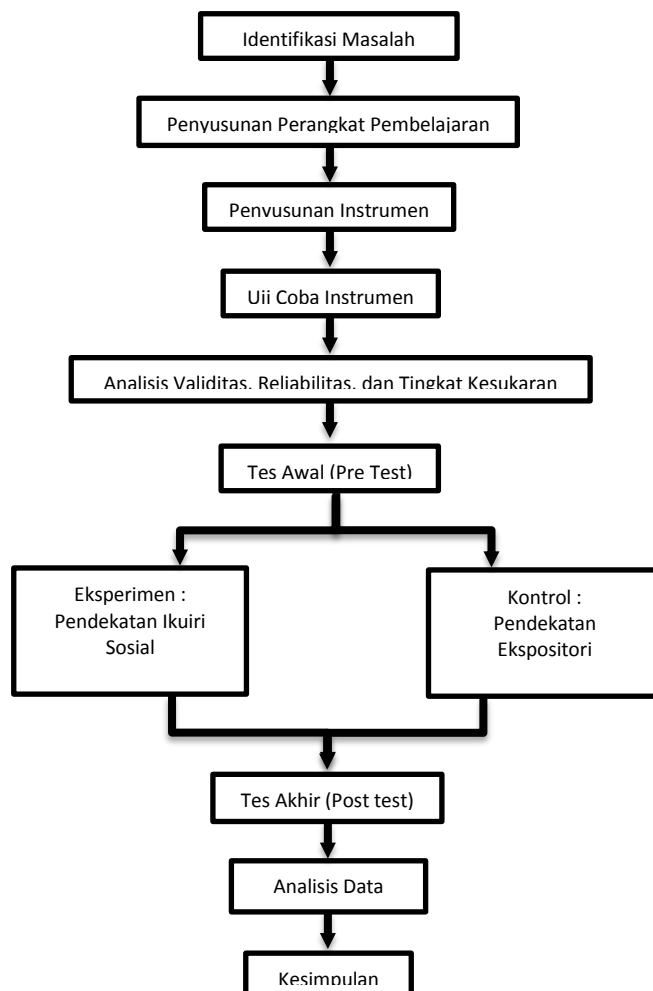 Identifikasi Masalah
Penyusunan Perangkat Pembelajaran
Penyusunan Instrumen
Uji Coba Instrumen
Analisis Validitas, Reliabilitas, dan Tingkat Kesukaran
Tes Awal (Pre Test)
Eksperimen :
Pendekatan Ikuiri
Sosial
Kontrol :
Pendekatan
Ekspositori
Tes Akhir (Post test)
Analisis Data
Kesimpulan